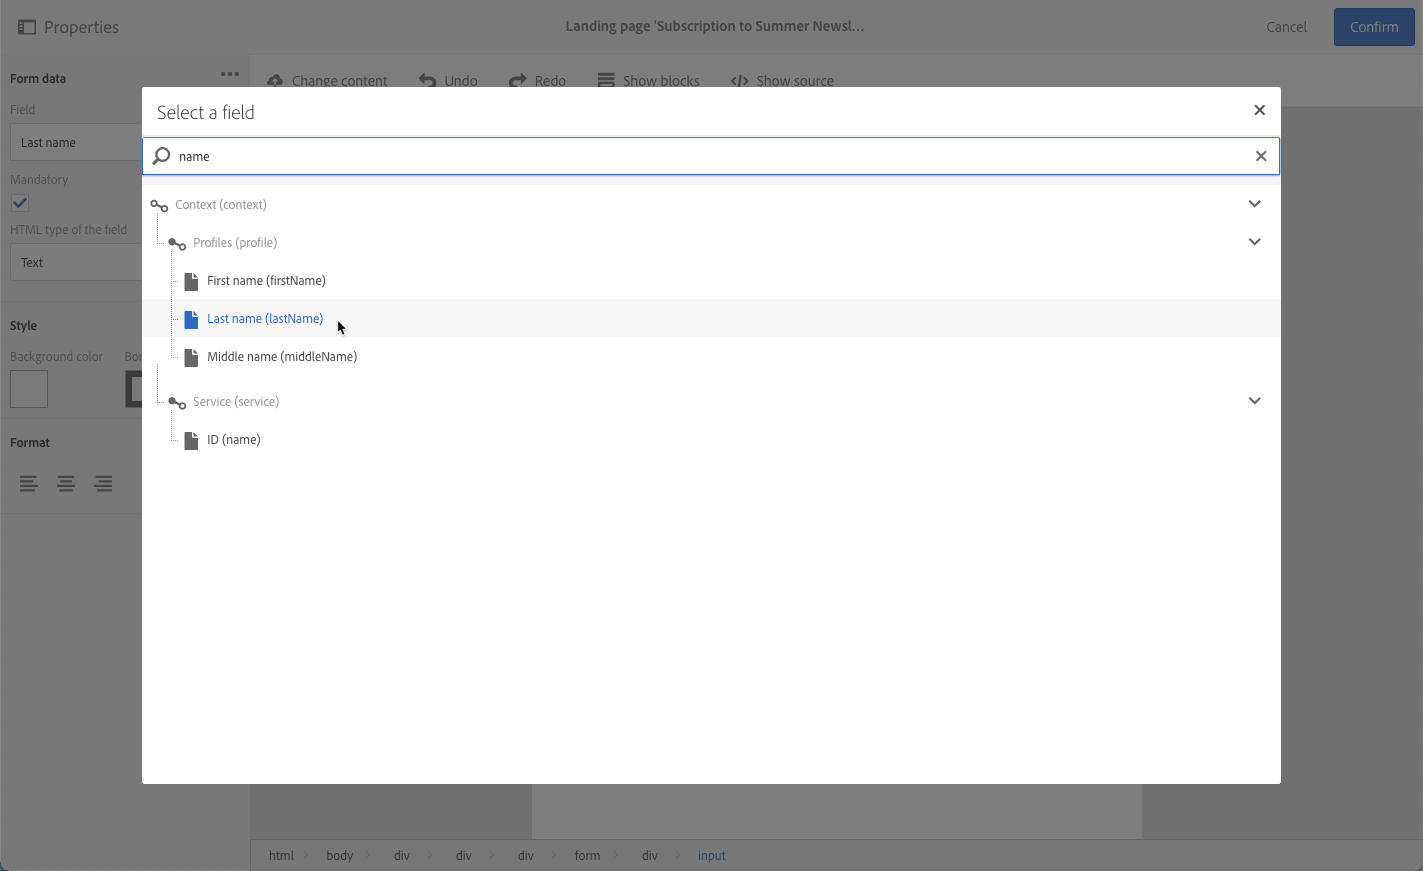 Properties
Landing page 'Subscription to Summer Newsl...
Cancel
Confirm
Form data
Change content
Undo
Redo
Show blocks
Show source
Field
Last name
Mandatory
HTML type of the field
Text
Style
Background color
Bor
Format
Select a field
name
Context (context)
Profiles (profile)
First name (firstName)
Last name (lastName)
Middle name (middleName)
Service (service)
ID (name)
html
body
div
div
div
form
div
input